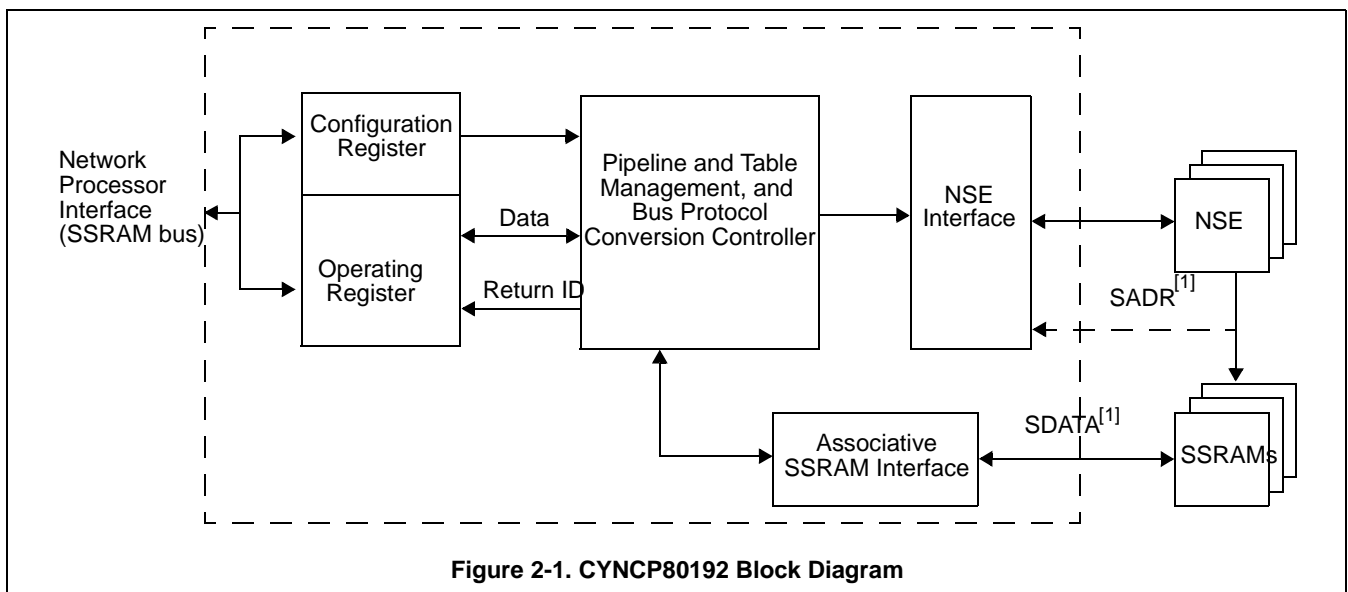 Network
Processor
Interface
(SSRAM bus)
Configuration
Register
Operating
Register
Data
Return ID
Pipeline and Table
Management, and
Bus Protocol
Conversion Controller
NSE
Interface
NSE
SADR[1]
Associative
SSRAM Interface
SDATA[1]
SSRAMs
Figure 2-1. CYNCP80192 Block Diagram